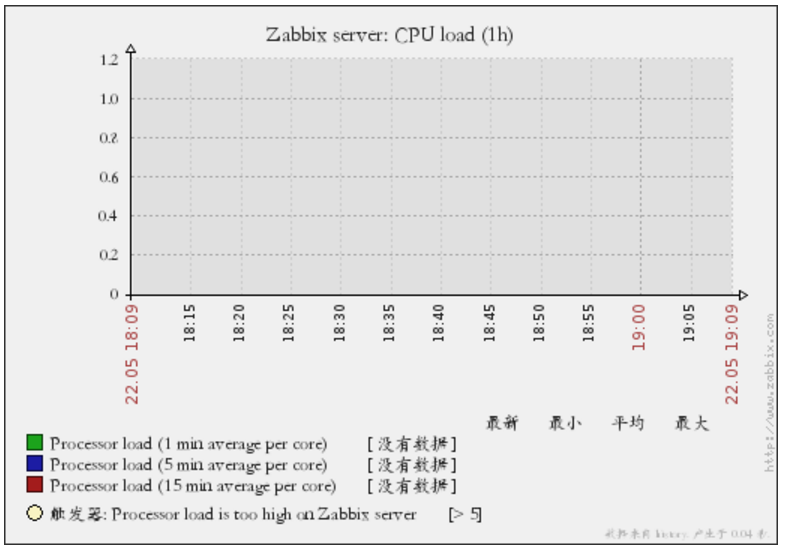 Zabbix server: CPU load (1h)
1.2
1.0
0.8
0.6
0.4
0.2
0
22.05 18:09
18:15
18:20
18:25
18:30
18:35
18:40
18:45
18:50
18:55
19:00
19:05
22.05 19:09
http://www.zabbix.com
最新 最小 平均 最大
Processor load (1 min average per core) [没有数据]
Processor load (5 min average per core) [没有数据]
Processor load (15 min average per core) [没有数据]
触发器: Processor load is too high on Zabbix server [> 5]
数据来自 history. 产生于 0.04 秒.